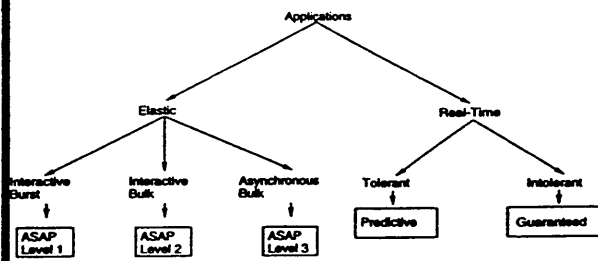 Applications
Elastic
Real-Time
Interactive
Burst
Interactive
Bulk
Asynchronous
Bulk
Tolerant
Intolerant
ASAP
Level 1
ASAP
Level 2
ASAP
Level 3
Predictive
Guaranteed